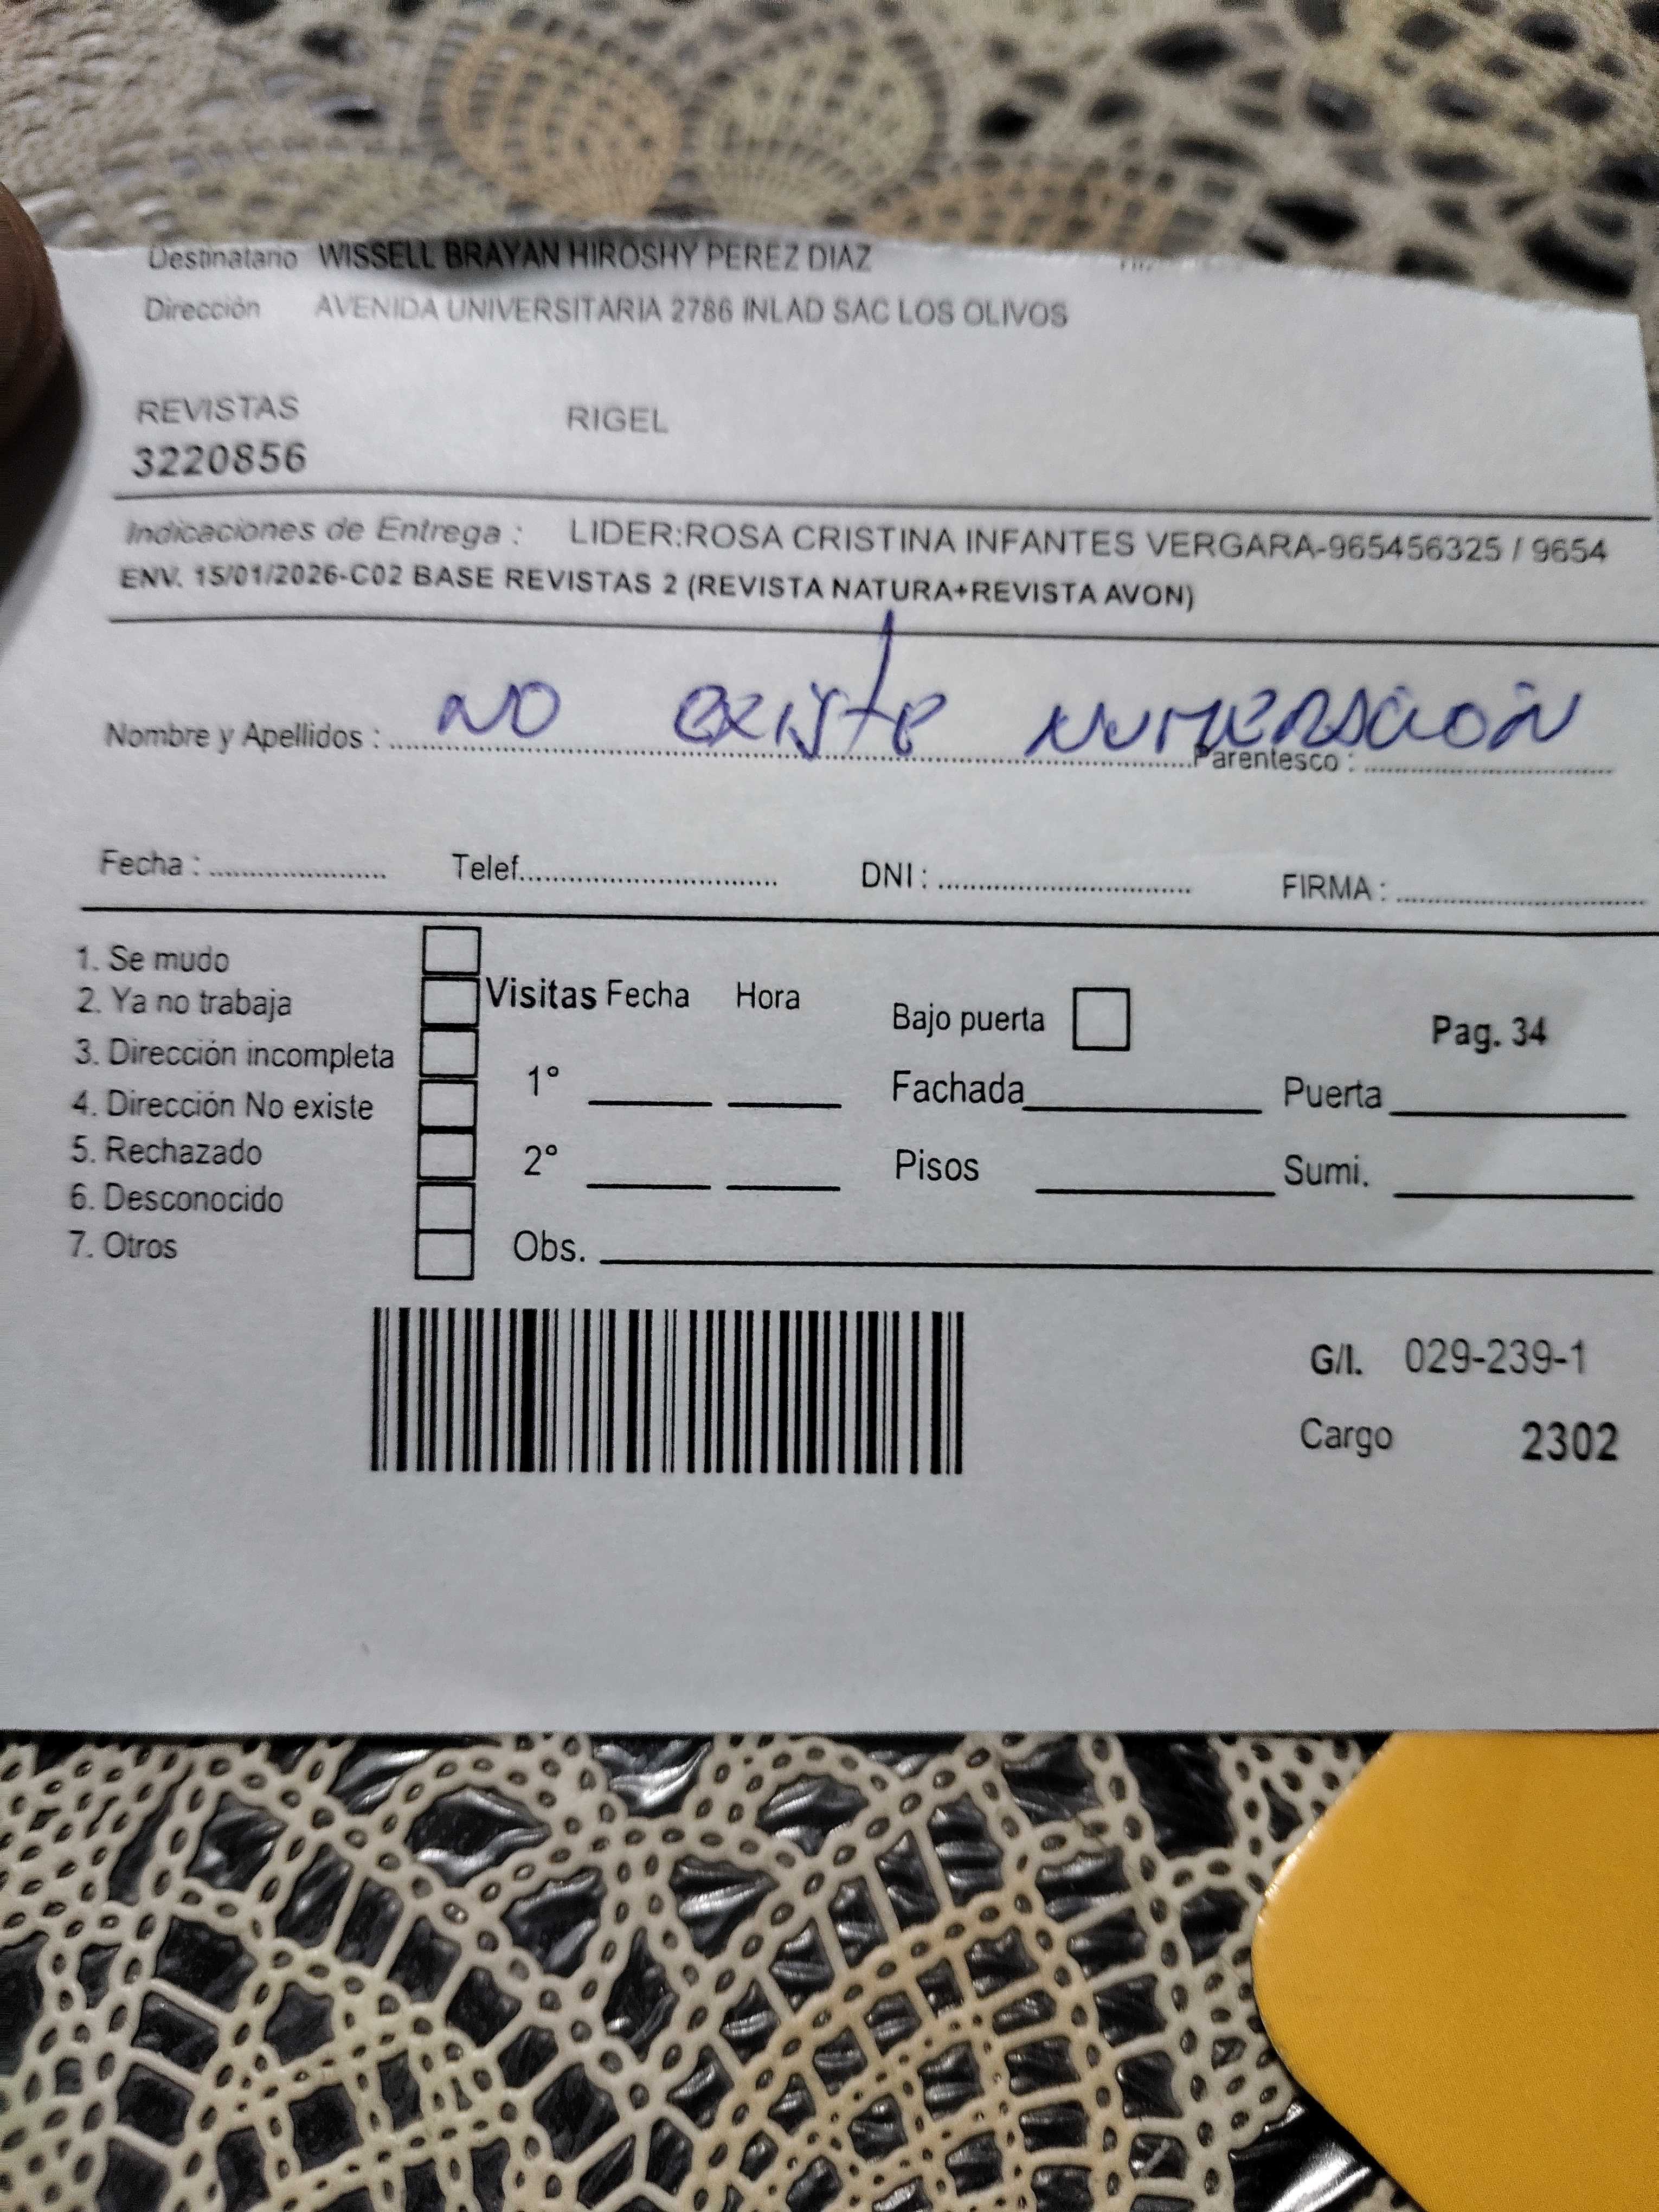 Destinatario WISSELL BRAYAN HIROSHY PEREZ DIAZ
Dirección AVENIDA UNIVERSITARIA 2786 INLAD SAC LOS OLIVOS
REVISTAS RIGEL
3220856
Indicaciones de Entrega : LIDER:ROSA CRISTINA INFANTES VERGARA-965456325 / 9654
ENV. 15/01/2026-C02 BASE REVISTAS 2 (REVISTA NATURA+REVISTA AVON)
NO existe NUMERACION
Nombre y Apellidos : Parentesco :
Fecha : Telef. DNI : FIRMA :
1. Se mudo
2. Ya no trabaja Visitas Fecha Hora Bajo puerta Pag. 34
3. Dirección incompleta 1° Fachada Puerta
4. Dirección No existe
5. Rechazado 2° Pisos Sumi.
6. Desconocido
7. Otros Obs.
G/I. 029-239-1
Cargo 2302